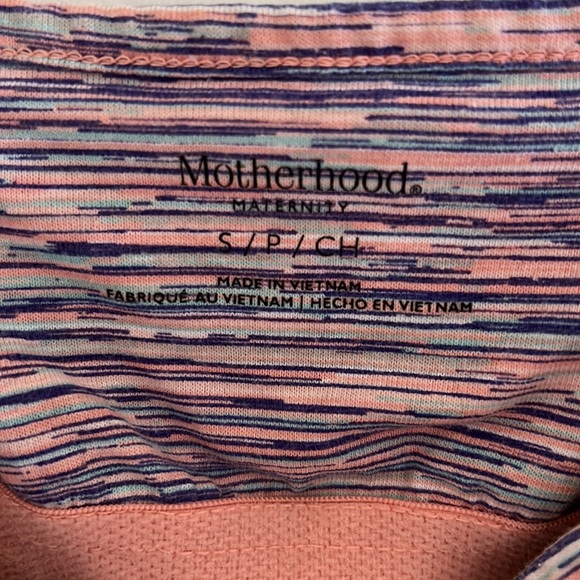 Motherhood®
MATERNITY
S / P / CH
MADE IN VIETNAM
FABRIQUÉ AU VIETNAM | HECHO EN VIETNAM